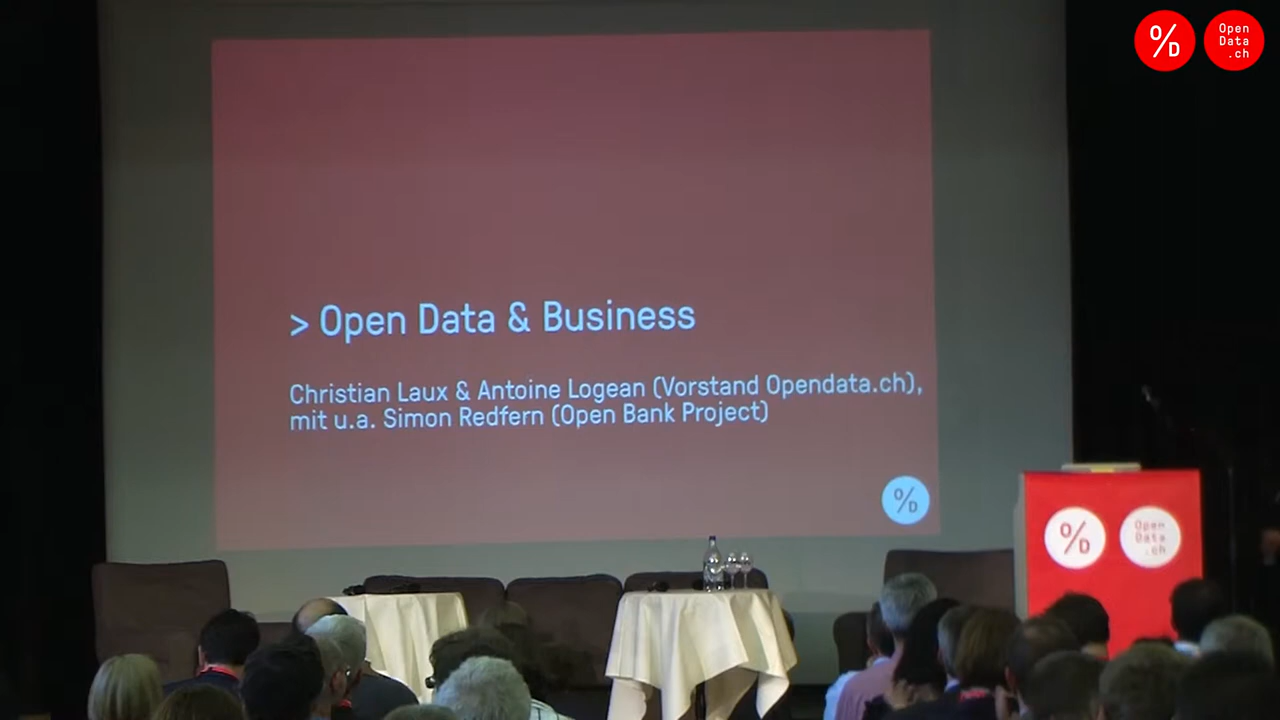 %D
Open
Data
.ch
> Open Data & Business
Christian Laux & Antoine Logean (Vorstand Opendata.ch),
mit u.a. Simon Redfern (Open Bank Project)
%D
%D
Open
Data
.ch